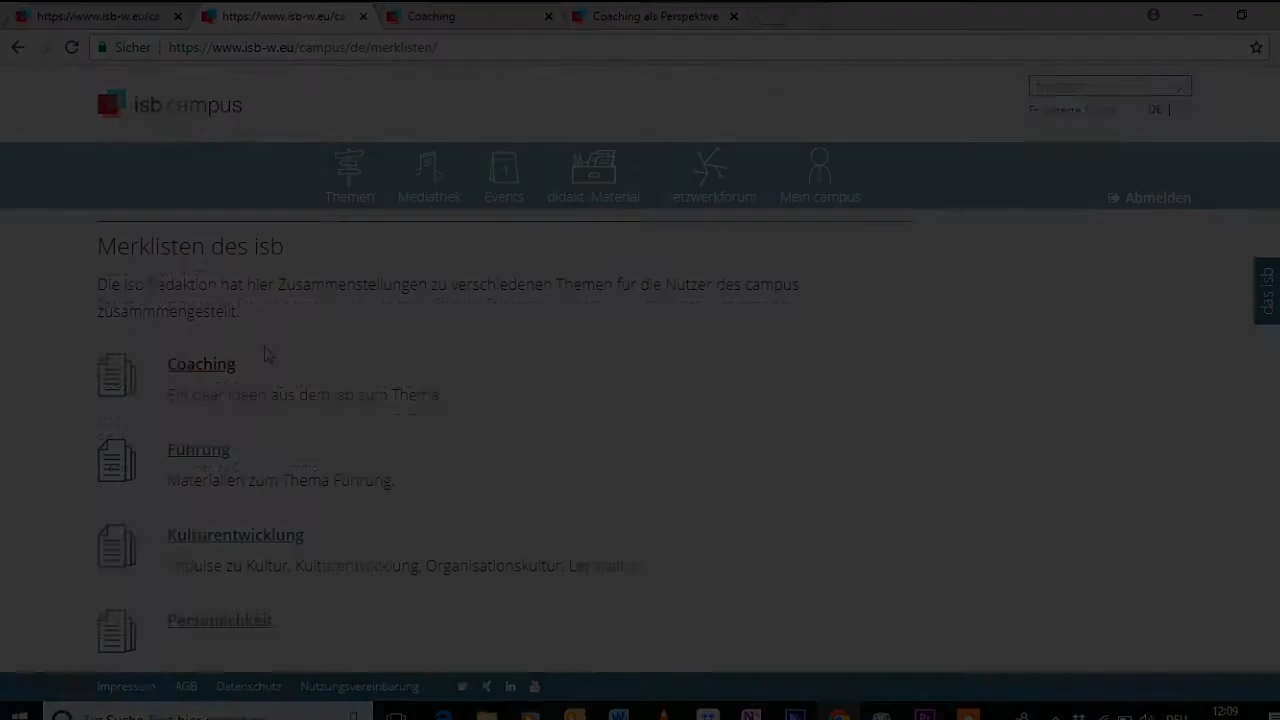 https://www.isb-w.eu/ca
https://www.isb-w.eu/ca
Coaching
Coaching als Perspektive
Sicher
https://www.isb-w.eu/campus/de/merklisten/
isb campus
Themen
Mediathek
Events
didakt. Material
Mein campus
Abmelden
Merklisten des isb
Die isb Redaktion hat hier Zusammenstellungen zu verschiedenen Themen für die Nutzer des campus
zusammmengestellt.
das isb
Coaching
Ein paar Ideen aus dem isb zum Thema
Führung
Materialien zum Thema Führung.
Kulturentwicklung
Impulse zu Kultur, Kulturentwicklung, Organisationskultur,
Persönlichkeit
Impressum
AGB
Datenschutz
Nutzungsvereinbarung
12:09